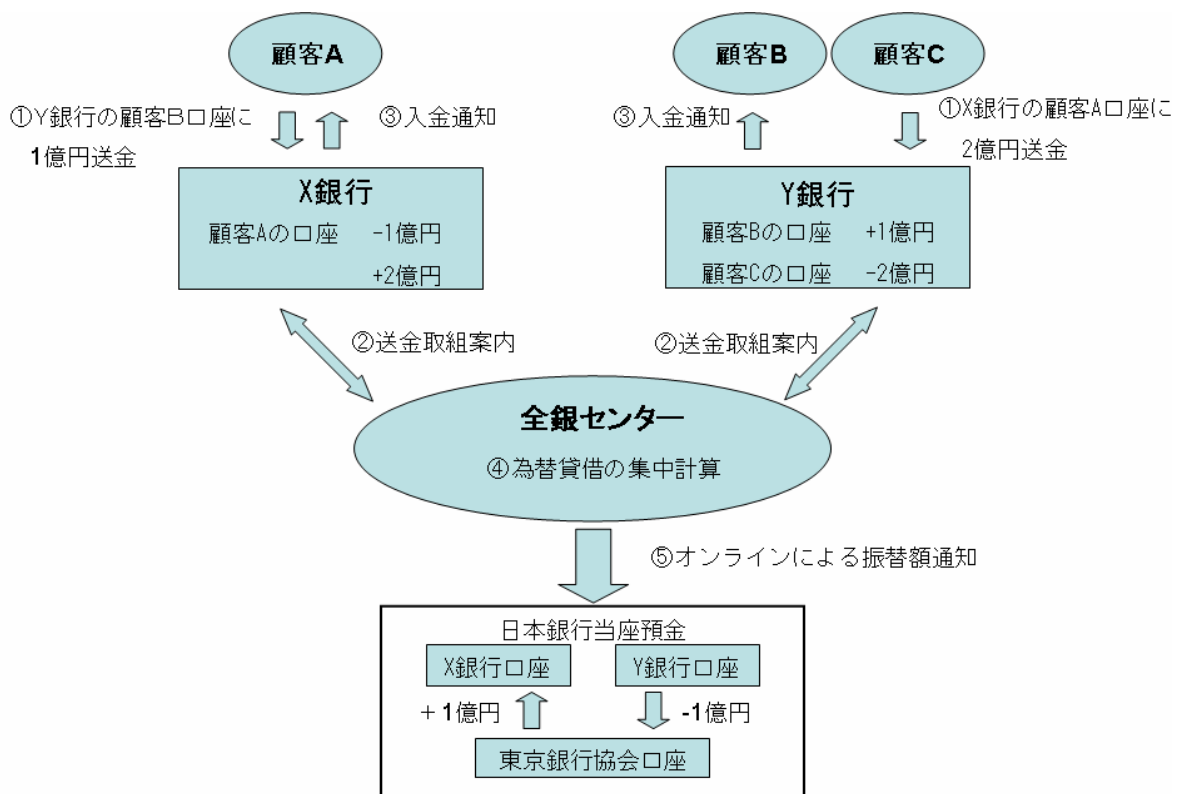 顧客A
顧客B
顧客C
①Y銀行の顧客B口座に
1億円送金
③入金通知
③入金通知
①X銀行の顧客A口座に
2億円送金
X銀行
顧客Aの口座 -1億円
+2億円
Y銀行
顧客Bの口座 +1億円
顧客Cの口座 -2億円
②送金取組案内
②送金取組案内
全銀センター
④為替貸借の集中計算
⑤オンラインによる振替額通知
日本銀行当座預金
X銀行口座
Y銀行口座
+1億円
-1億円
東京銀行協会口座